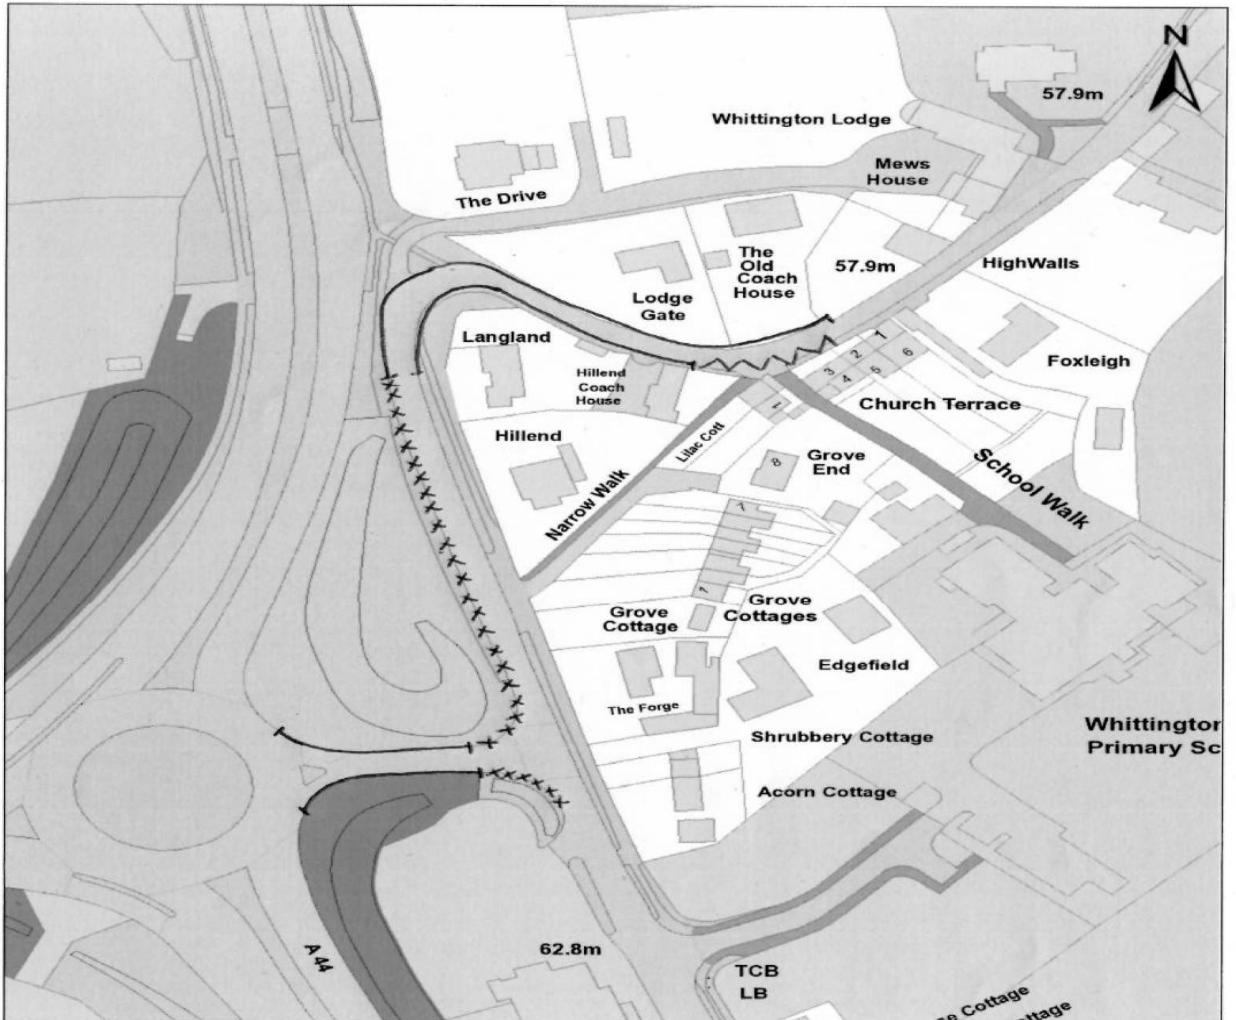 N
57.9m
Whittington Lodge
Mews
House
The Drive
The
Old
Coach
House
57.9m
HighWalls
Lodge
Gate
Langland
Foxleigh
Hillend
Coach
House
1
2
3
4
5
6
1
Church Terrace
Hillend
Lilac Cott
Grove
End
8
School Walk
Narrow Walk
7
1
Grove
Cottage
Grove
Cottages
Edgefield
The Forge
Whittington
Primary Sc
Shrubbery Cottage
Acorn Cottage
A 44
62.8m
TCB
LB
Cottage